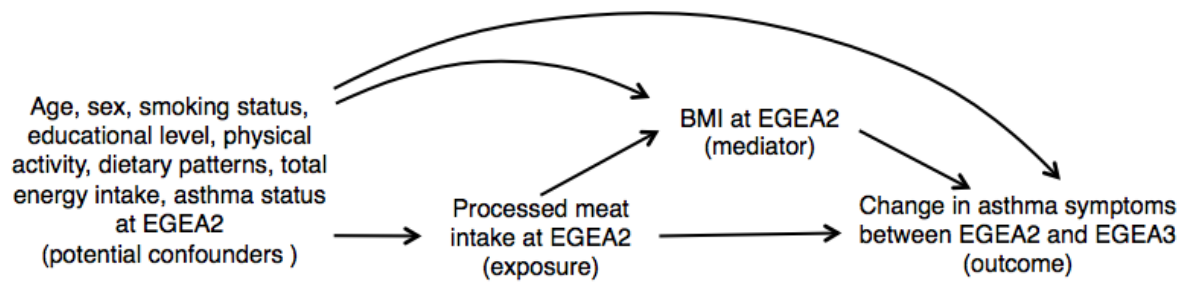 Age, sex, smoking status,
educational level, physical
activity, dietary patterns, total
energy intake, asthma status
at EGEA2
(potential confounders )
Processed meat
intake at EGEA2
(exposure)
BMI at EGEA2
(mediator)
Change in asthma symptoms
between EGEA2 and EGEA3
(outcome)